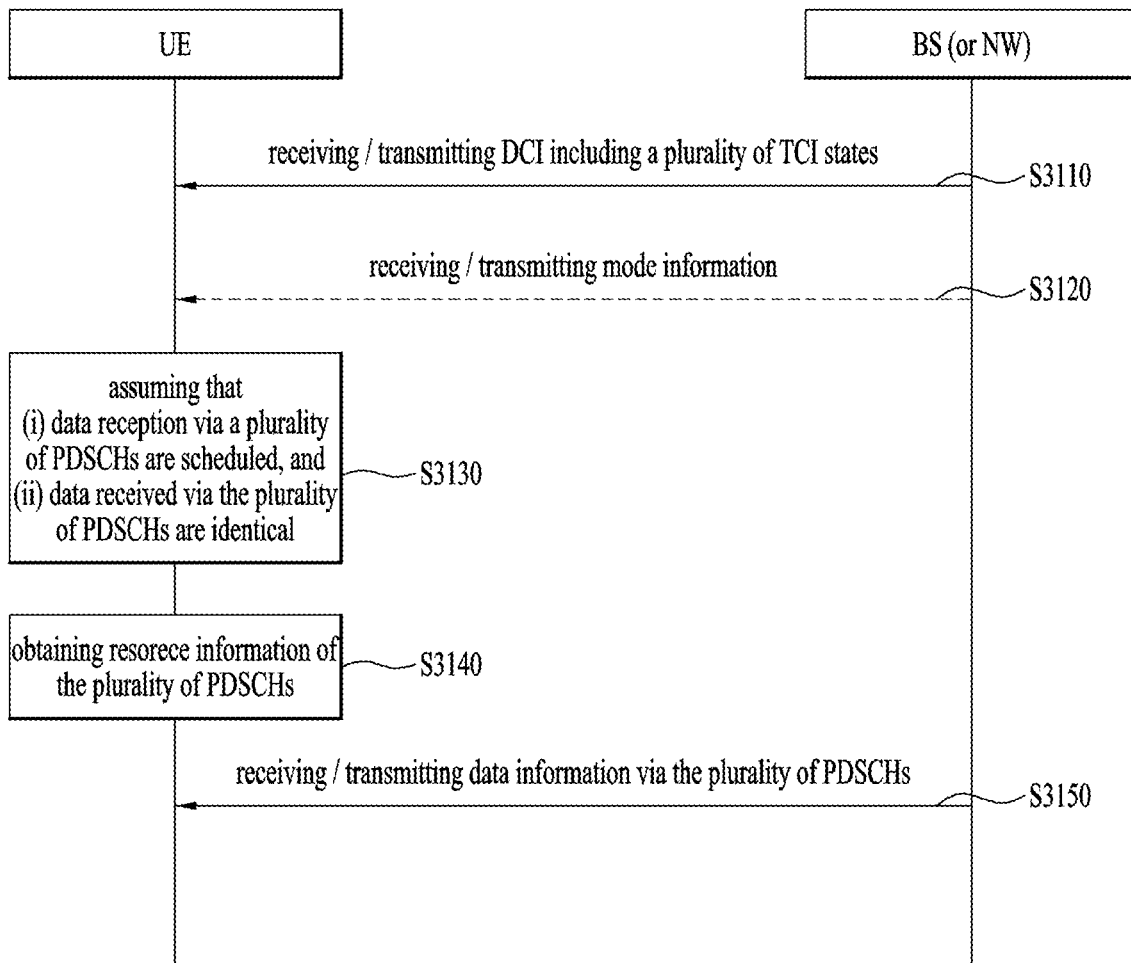 UE
BS (or NW)
receiving / transmitting DCI including a plurality of TCI states
S3110
receiving / transmitting mode information
S3120
assuming that
(i) data reception via a plurality
of PDSCHs are scheduled, and
(ii) data received via the plurality
of PDSCHs are identical
S3130
obtaining resorece information of
the plurality of PDSCHs
S3140
receiving / transmitting data information via the plurality of PDSCHs
S3150